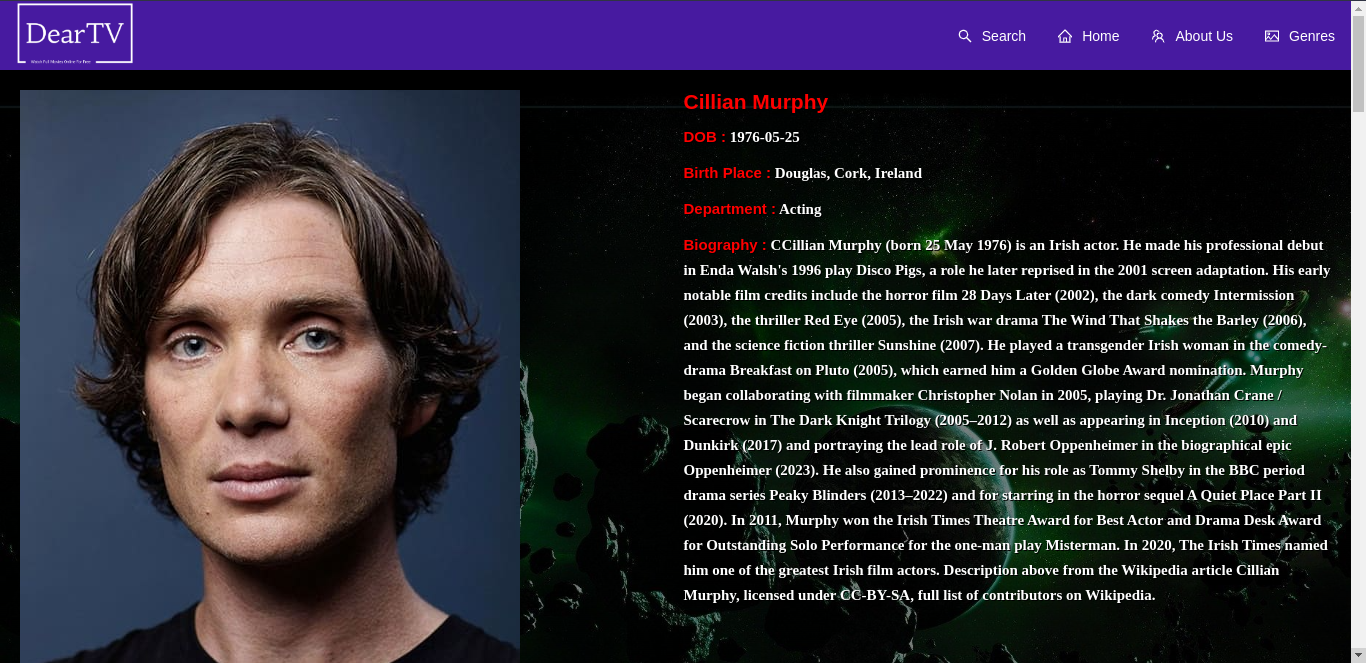 DearTV
Watch Full Movies Online For Free
Search
Home
About Us
Genres
Cillian Murphy
DOB : 1976-05-25
Birth Place : Douglas, Cork, Ireland
Department : Acting
Biography : CCillian Murphy (born 25 May 1976) is an Irish actor. He made his professional debut
in Enda Walsh's 1996 play Disco Pigs, a role he later reprised in the 2001 screen adaptation. His early
notable film credits include the horror film 28 Days Later (2002), the dark comedy Intermission
(2003), the thriller Red Eye (2005), the Irish war drama The Wind That Shakes the Barley (2006),
and the science fiction thriller Sunshine (2007). He played a transgender Irish woman in the comedy-
drama Breakfast on Pluto (2005), which earned him a Golden Globe Award nomination. Murphy
began collaborating with filmmaker Christopher Nolan in 2005, playing Dr. Jonathan Crane /
Scarecrow in The Dark Knight Trilogy (2005–2012) as well as appearing in Inception (2010) and
Dunkirk (2017) and portraying the lead role of J. Robert Oppenheimer in the biographical epic
Oppenheimer (2023). He also gained prominence for his role as Tommy Shelby in the BBC period
drama series Peaky Blinders (2013–2022) and for starring in the horror sequel A Quiet Place Part II
(2020). In 2011, Murphy won the Irish Times Theatre Award for Best Actor and Drama Desk Award
for Outstanding Solo Performance for the one-man play Misterman. In 2020, The Irish Times named
him one of the greatest Irish film actors. Description above from the Wikipedia article Cillian
Murphy, licensed under CC-BY-SA, full list of contributors on Wikipedia.